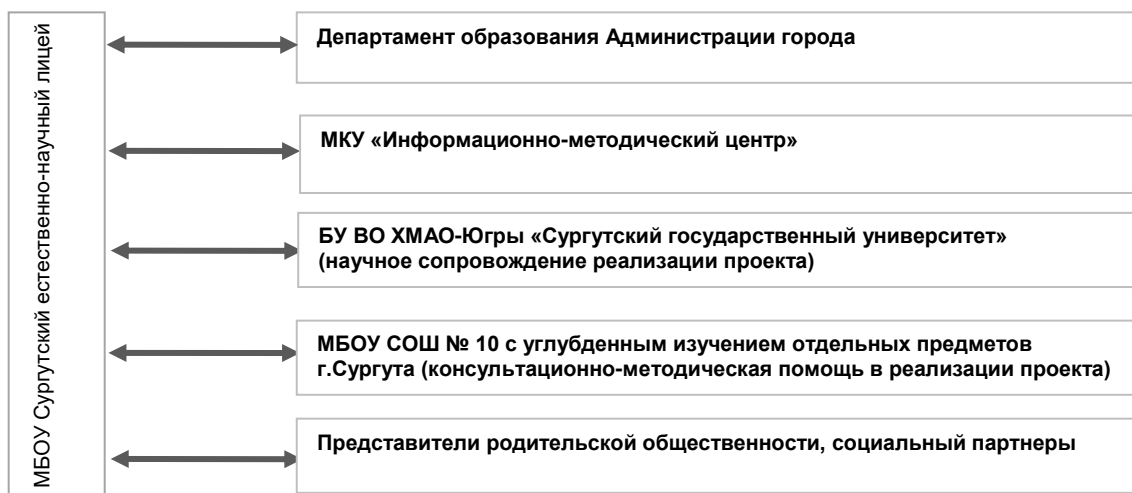 МБОУ Сургутский естественно-научный лицей
Департамент образования Администрации города
МКУ «Информационно-методический центр»
БУ ВО ХМАО-Югры «Сургутский государственный университет»
(научное сопровождение реализации проекта)
МБОУ СОШ № 10 с углубденным изучением отдельных предметов
г.Сургута (консультационно-методическая помощь в реализации проекта)
Представители родительской общественности, социальный партнеры